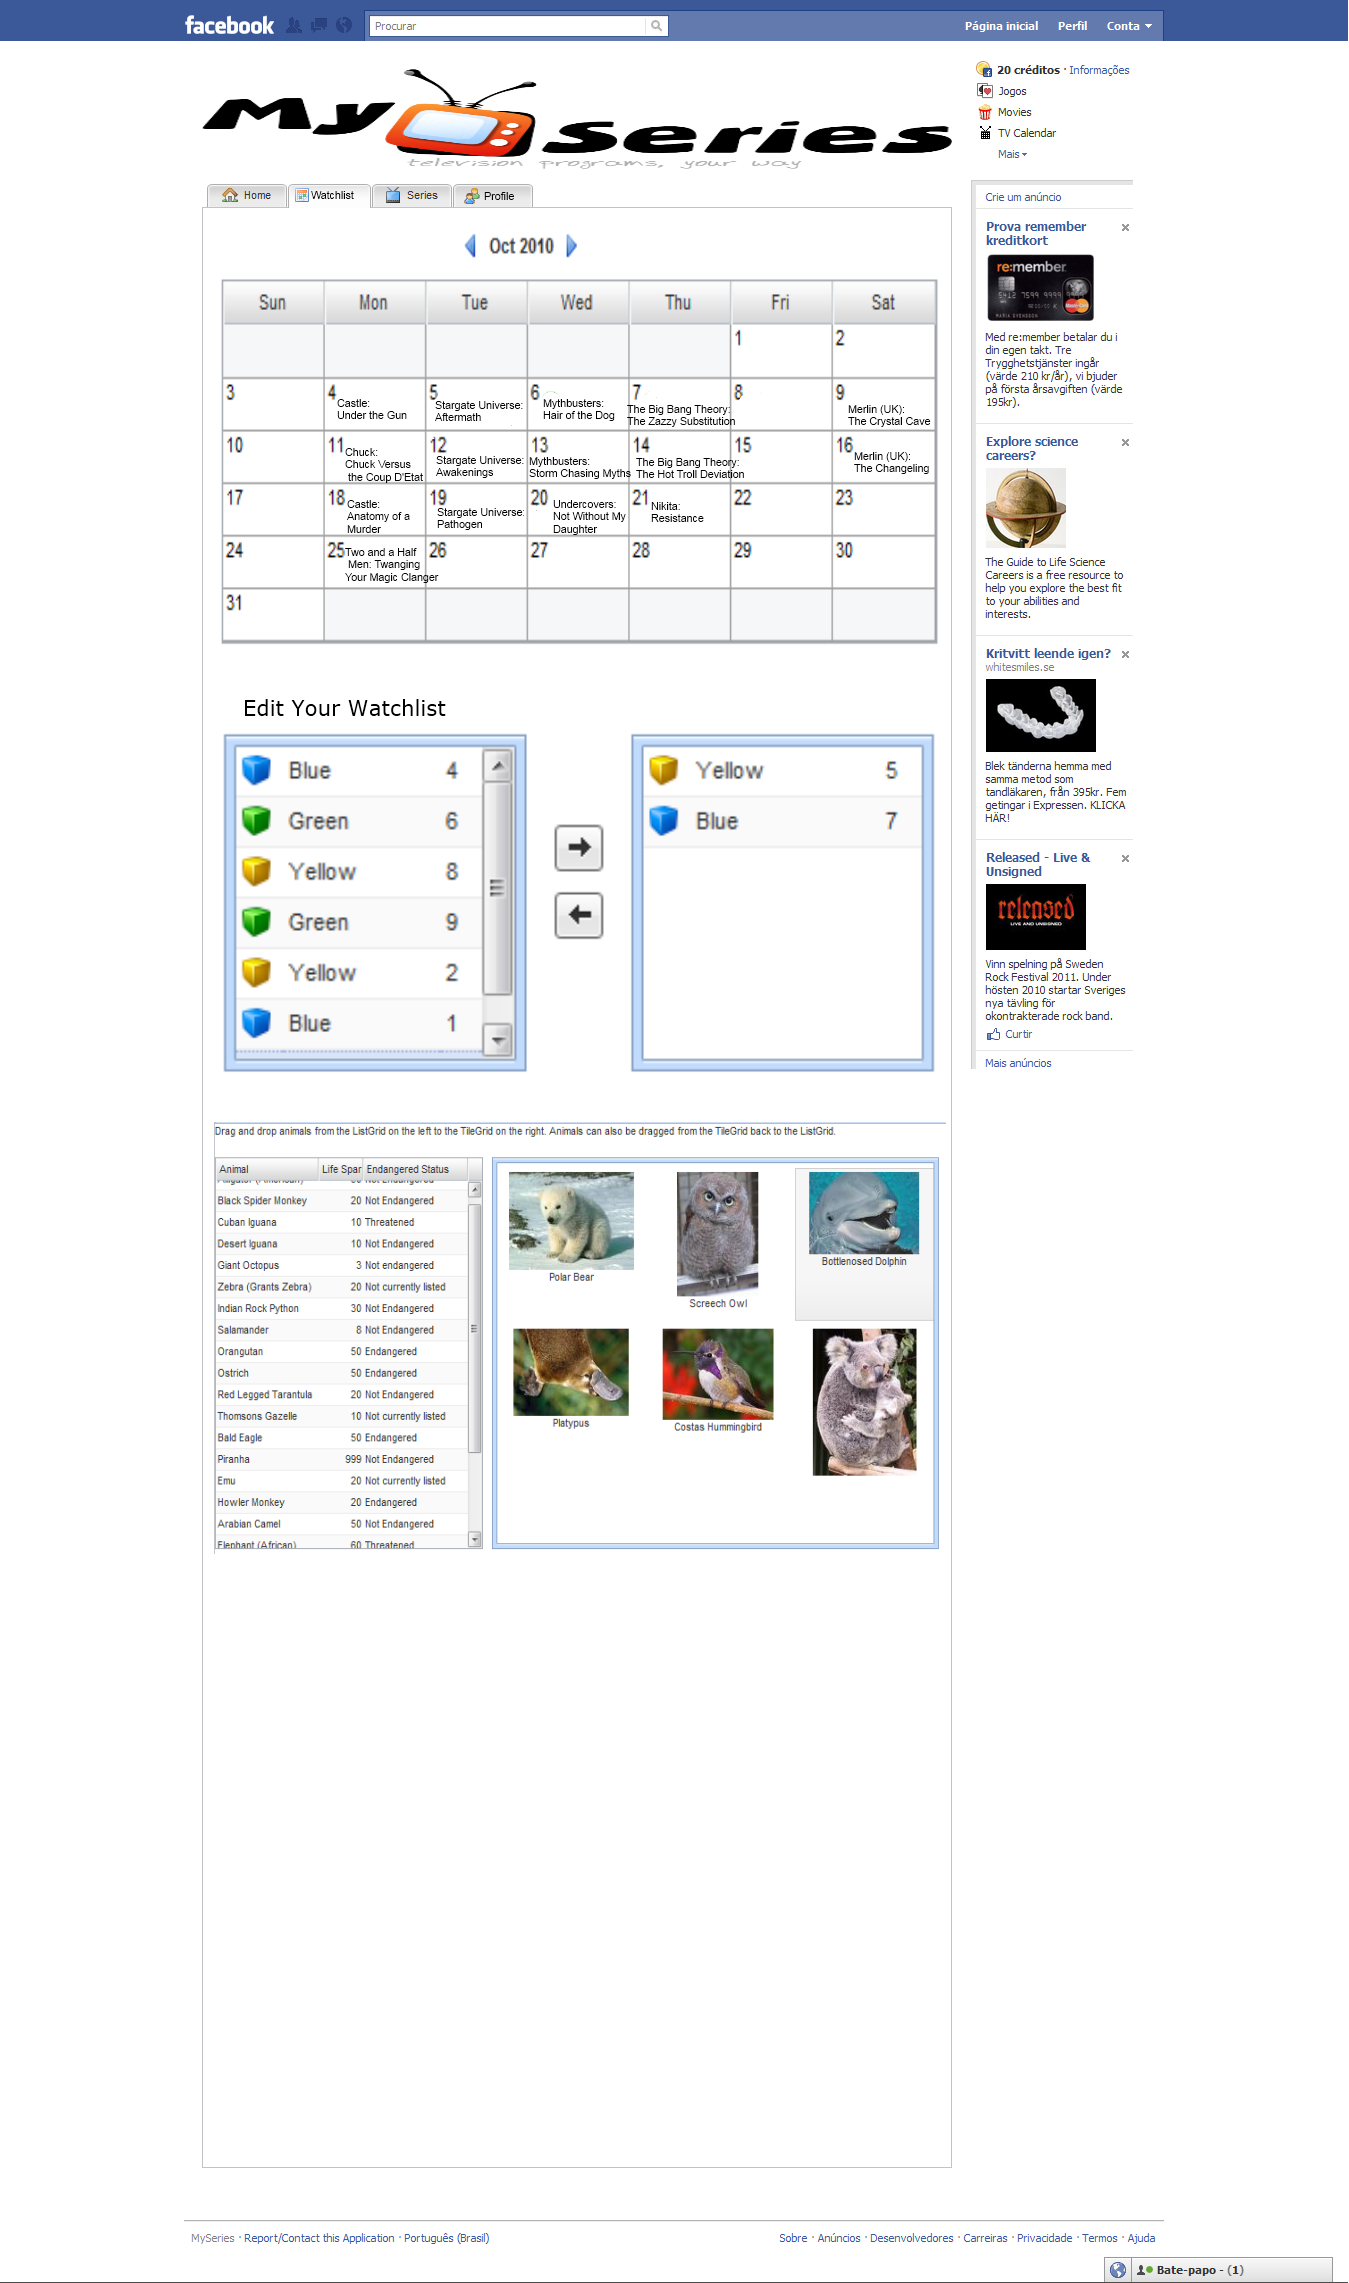 facebook
Procurar
Página inicial Perfil Conta
My Series
television programs, your way
20 créditos · Informações
Jogos
Movies
TV Calendar
Mais
Home Watchlist Series Profile
Oct 2010
Sun Mon Tue Wed Thu Fri Sat
1 2
3 4 5 6 7 8 9
Castle:
Under the Gun
Stargate Universe:
Aftermath
Mythbusters:
Hair of the Dog
The Big Bang Theory:
The Zazzy Substitution
Merlin (UK):
The Crystal Cave
10 11 12 13 14 15 16
Chuck:
Chuck Versus
the Coup D'Etat
Stargate Universe:
Awakenings
Mythbusters:
Storm Chasing Myths
The Big Bang Theory:
The Hot Troll Deviation
Merlin (UK):
The Changeling
17 18 19 20 21 22 23
Castle:
Anatomy of a
Murder
Stargate Universe:
Pathogen
Undercovers:
Not Without My
Daughter
Nikita:
Resistance
24 25 26 27 28 29 30
Two and a Half
Men: Twanging
Your Magic Clanger
31
Edit Your Watchlist
Blue 4
Green 6
Yellow 8
Green 9
Yellow 2
Blue 1
Yellow 5
Blue 7
Drag and drop animals from the ListGrid on the left to the TileGrid on the right. Animals can also be dragged from the TileGrid back to the ListGrid.
Animal Life Spar Endangered Status
Black Spider Monkey 20 Not Endangered
Cuban Iguana 10 Threatened
Desert Iguana 10 Not Endangered
Giant Octopus 3 Not endangered
Zebra (Grants Zebra) 20 Not currently listed
Indian Rock Python 30 Not Endangered
Salamander 8 Not Endangered
Orangutan 50 Endangered
Ostrich 50 Endangered
Red Legged Tarantula 20 Not Endangered
Thomsons Gazelle 10 Not currently listed
Bald Eagle 50 Endangered
Piranha 999 Not Endangered
Emu 20 Not currently listed
Howler Monkey 20 Endangered
Arabian Camel 50 Not Endangered
Elephant (African) 60 Threatened
Polar Bear
Screech Owl
Bottlenosed Dolphin
Platypus
Costas Hummingbird
Crie um anúncio
Prova remember
kreditkort
re:member
5412 7599 9999
MasterCard
Med re:member betalar du i
din egen takt. Tre
Trygghetstjänster ingår
(värde 210 kr/år), vi bjuder
på första årsavgiften (värde
195kr).
Explore science
careers?
The Guide to Life Science
Careers is a free resource to
help you explore the best fit
to your abilities and
interests.
Kritvitt leende igen?
whitesmiles.se
Blek tänderna hemma med
samma metod som
tandläkaren, från 395kr. Fem
getingar i Expressen. KLICKA
HÄR!
Released - Live &
Unsigned
released
LIVE AND UNSIGNED
Vinn spelning på Sweden
Rock Festival 2011. Under
hösten 2010 startar Sveriges
nya tävling för
okontrakterade rock band.
Curtir
Mais anúncios
MySeries · Report/Contact this Application · Português (Brasil)
Sobre · Anúncios · Desenvolvedores · Carreiras · Privacidade · Termos · Ajuda
Bate-papo - (1)